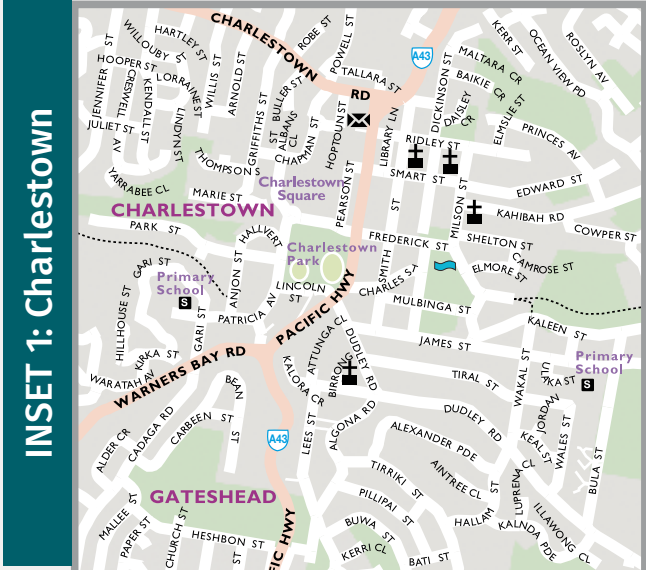 INSET 1: Charlestown
CHARLESTOWN
RD
A43
WILLOUBY ST
HARTLEY ST
ROBE ST
POWELL ST
KERR ST
OCEAN VIEW PD
ROSLYN AV
JENNIFER ST
HOOPER ST
CRESWELL
KENDALL ST
LORRAINE ST
WILLIS ST
ARNOLD ST
TALLARA ST
MALTARA CR
BAIKIE CR
DAISLEY CR
DICKINSON ST
ELMSLIE ST
JULIET ST
AV
LINDYN ST
GRIFFITHS ST
BULLER ST
ST ALBANS CL
CHAPMAN ST
HOPTOUN ST
LIBRARY LN
RIDLEY ST
PRINCES AV
THOMPSON S
SMART ST
YARRABEE CL
MARIE ST
Charlestown
Square
PEARSON ST
ST
MILSON ST
EDWARD ST
CHARLESTOWN
KAHIBAH RD
PARK ST
HALLVERT
FREDERICK ST
SHELTON ST
COWPER ST
Charlestown
Park
SMITH
GARI ST
Primary
School
S
ANJON ST
LINCOLN
ST
CHARLES ST
ELMORE ST
CAMROSE ST
HILLHOUSE ST
GARI ST
PATRICIA AV
PACIFIC HWY
MULBINGA ST
KALEEN ST
KIRKA ST
WARNERS BAY RD
ATTUNGA CL
DUDLEY RD
JAMES ST
Primary
School
S
WARATAH AV
BEAN
ST
KALORA CR
BIRRONG
TIRAL ST
WAKAL ST
ULKA ST
JORDAN
ALDER CR
CADAGA RD
CARBEEN ST
LEES ST
ALGONA RD
DUDLEY RD
ALEXANDER PDE
KEAL ST
WALES ST
BULA ST
A43
TIRRIKI ST
AINTREE CL
LUPRENA CL
GATESHEAD
PILLIPAI ST
HALLAM ST
ILLAWONG CL
MALLEE ST
PAPER ST
CHURCH ST
HESHBON ST
FIC HWY
BUWA ST
KALNDA PDE
KERRI CL
BATI ST